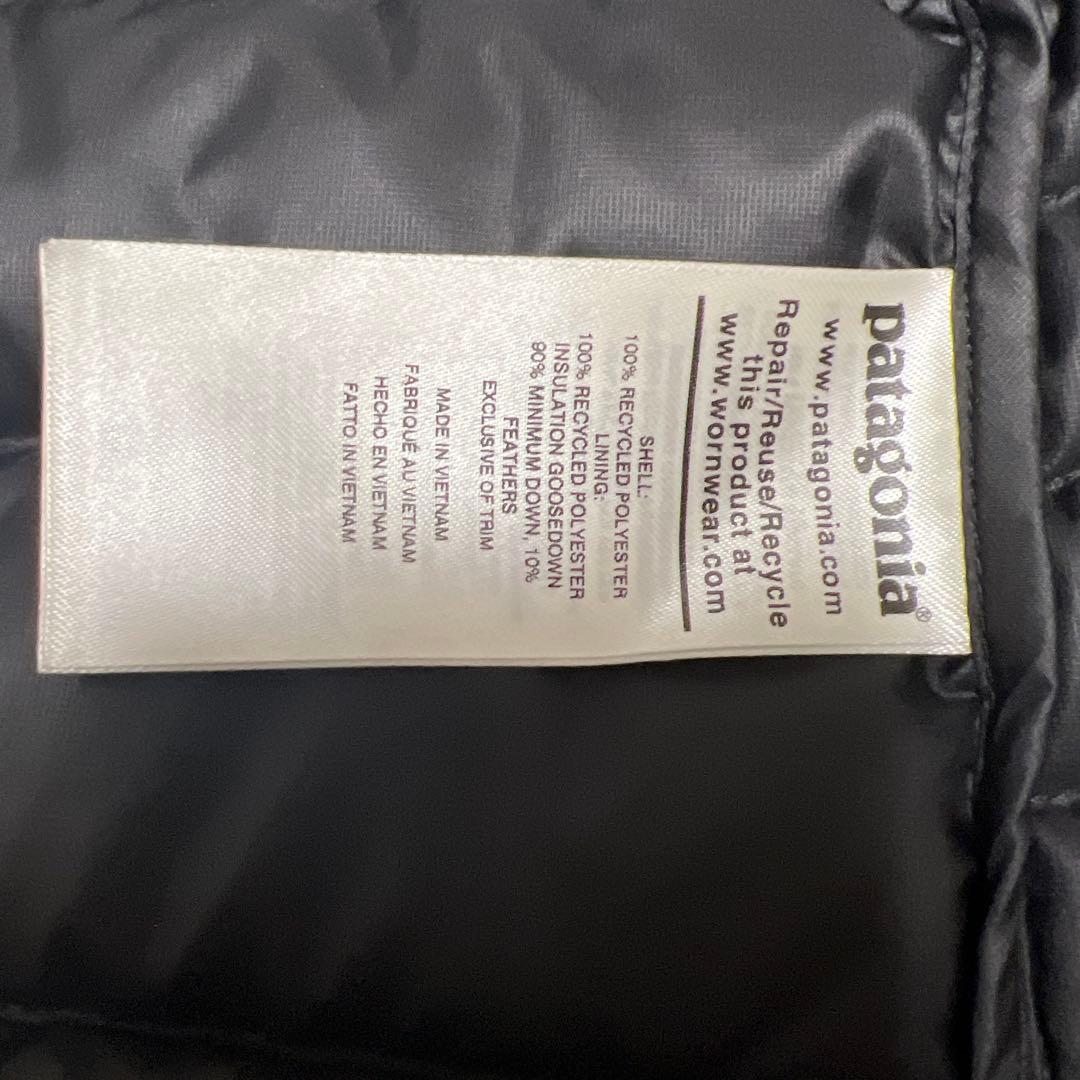 patagonia®
www.patagonia.com
Repair/Reuse/Recycle
this product at
www.wornwear.com
SHELL:
100% RECYCLED POLYESTER
LINING:
100% RECYCLED POLYESTER
INSULATION GOOSEDOWN
90% MINIMUM DOWN, 10%
FEATHERS
EXCLUSIVE OF TRIM
MADE IN VIETNAM
FABRIQUÉ AU VIETNAM
HECHO EN VIETNAM
FATTO IN VIETNAM